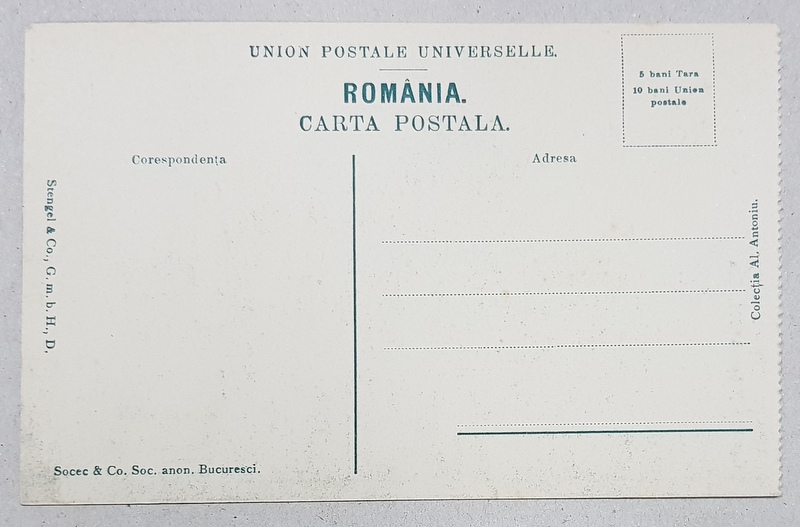 UNION POSTALE UNIVERSELLE.
ROMÂNIA.
CARTA POSTALA.
5 bani Tara
10 bani Union
postale
Corespondența
Adresa
Stengel & Co., G. m. b. H., D,
Colecția Al. Antoniu.
Socec & Co. Soc. anon. Bucuresci.